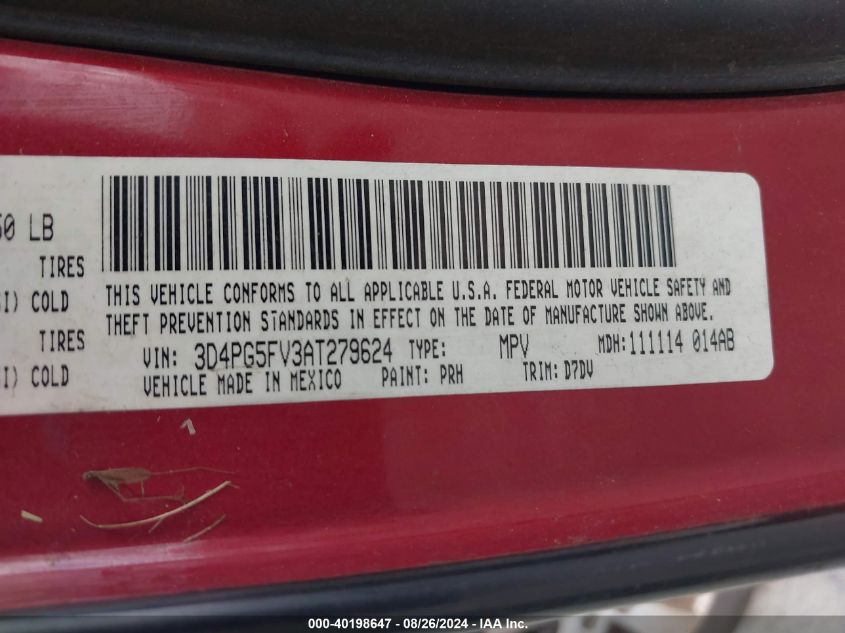 50 LB
TIRES
I) COLD
TIRES
I) COLD
THIS VEHICLE CONFORMS TO ALL APPLICABLE U.S.A. FEDERAL MOTOR VEHICLE SAFETY AND
THEFT PREVENTION STANDARDS IN EFFECT ON THE DATE OF MANUFACTURE SHOWN ABOVE.
VIN: 3D4PG5FV3AT279624 TYPE: MPV MDH:111114 014AB
VEHICLE MADE IN MEXICO PAINT: PRH TRIM: D7DV
000-40198647 / 08/26/2024 / IAAI.com